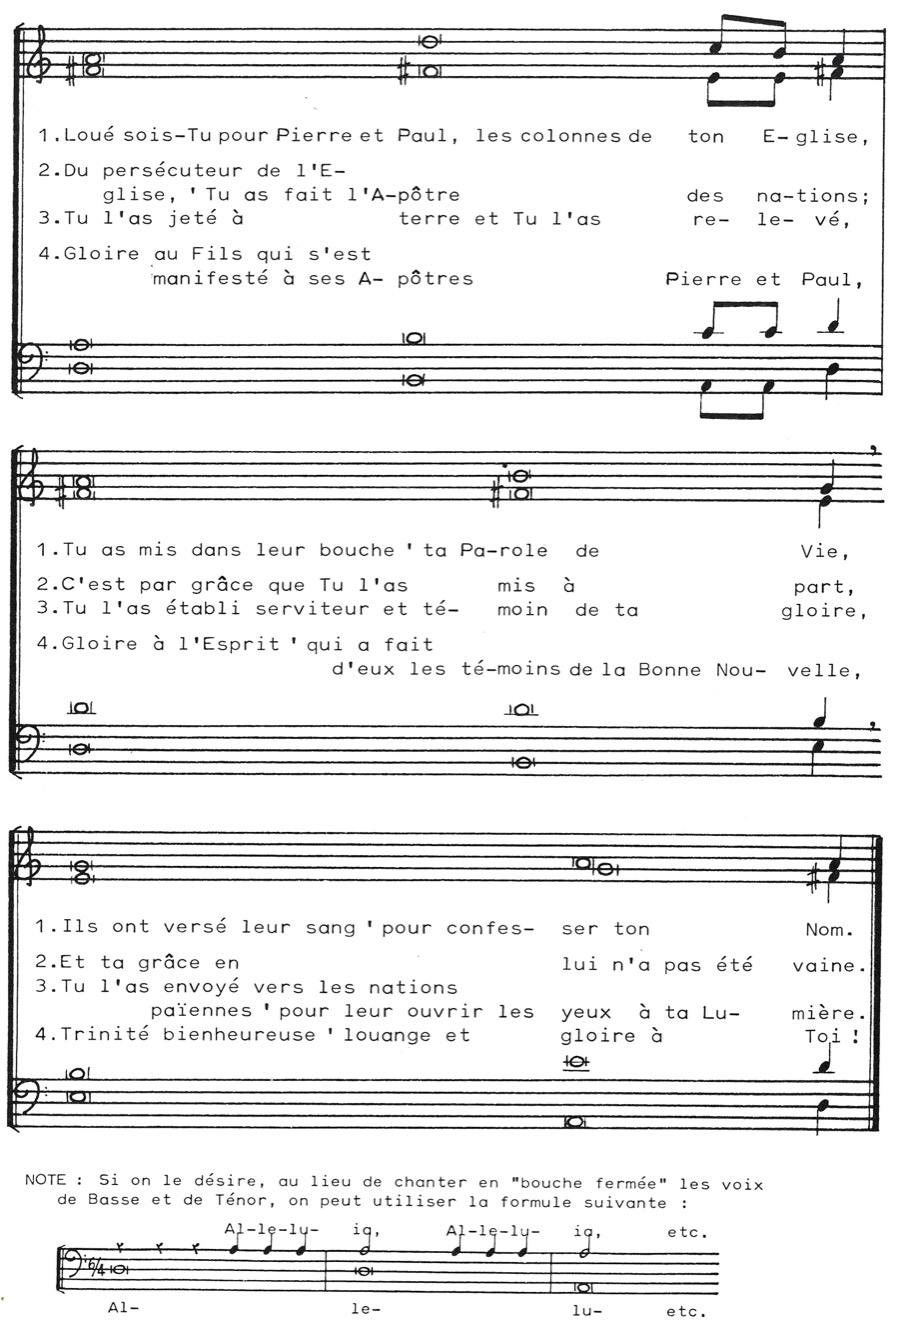 1.Loué sois-Tu pour Pierre et Paul, les colonnes de ton E-glise,
2.Du persécuteur de l'E-
glise, ' Tu as fait l'A-pôtre des na-tions;
3.Tu l'as jeté à terre et Tu l'as re- le- vé,
4.Gloire au Fils qui s'est
manifesté à ses A- pôtres Pierre et Paul,
1.Tu as mis dans leur bouche ' ta Pa-role de Vie,
2.C'est par grâce que Tu l'as mis à part,
3.Tu l'as établi serviteur et té- moin de ta gloire,
4.Gloire à l'Esprit ' qui a fait
d'eux les té-moins de la Bonne Nou- velle,
1.Ils ont versé leur sang ' pour confes- ser ton Nom.
2.Et ta grâce en lui n'a pas été vaine.
3.Tu l'as envoyé vers les nations
païennes ' pour leur ouvrir les yeux à ta Lu- mière.
4.Trinité bienheureuse ' louange et gloire à Toi !
NOTE : Si on le désire, au lieu de chanter en "bouche fermée" les voix
de Basse et de Ténor, on peut utiliser la formule suivante :
Al-le-lu- ia, Al-le-lu- ia, etc.
6/4
Al- le- lu- etc.